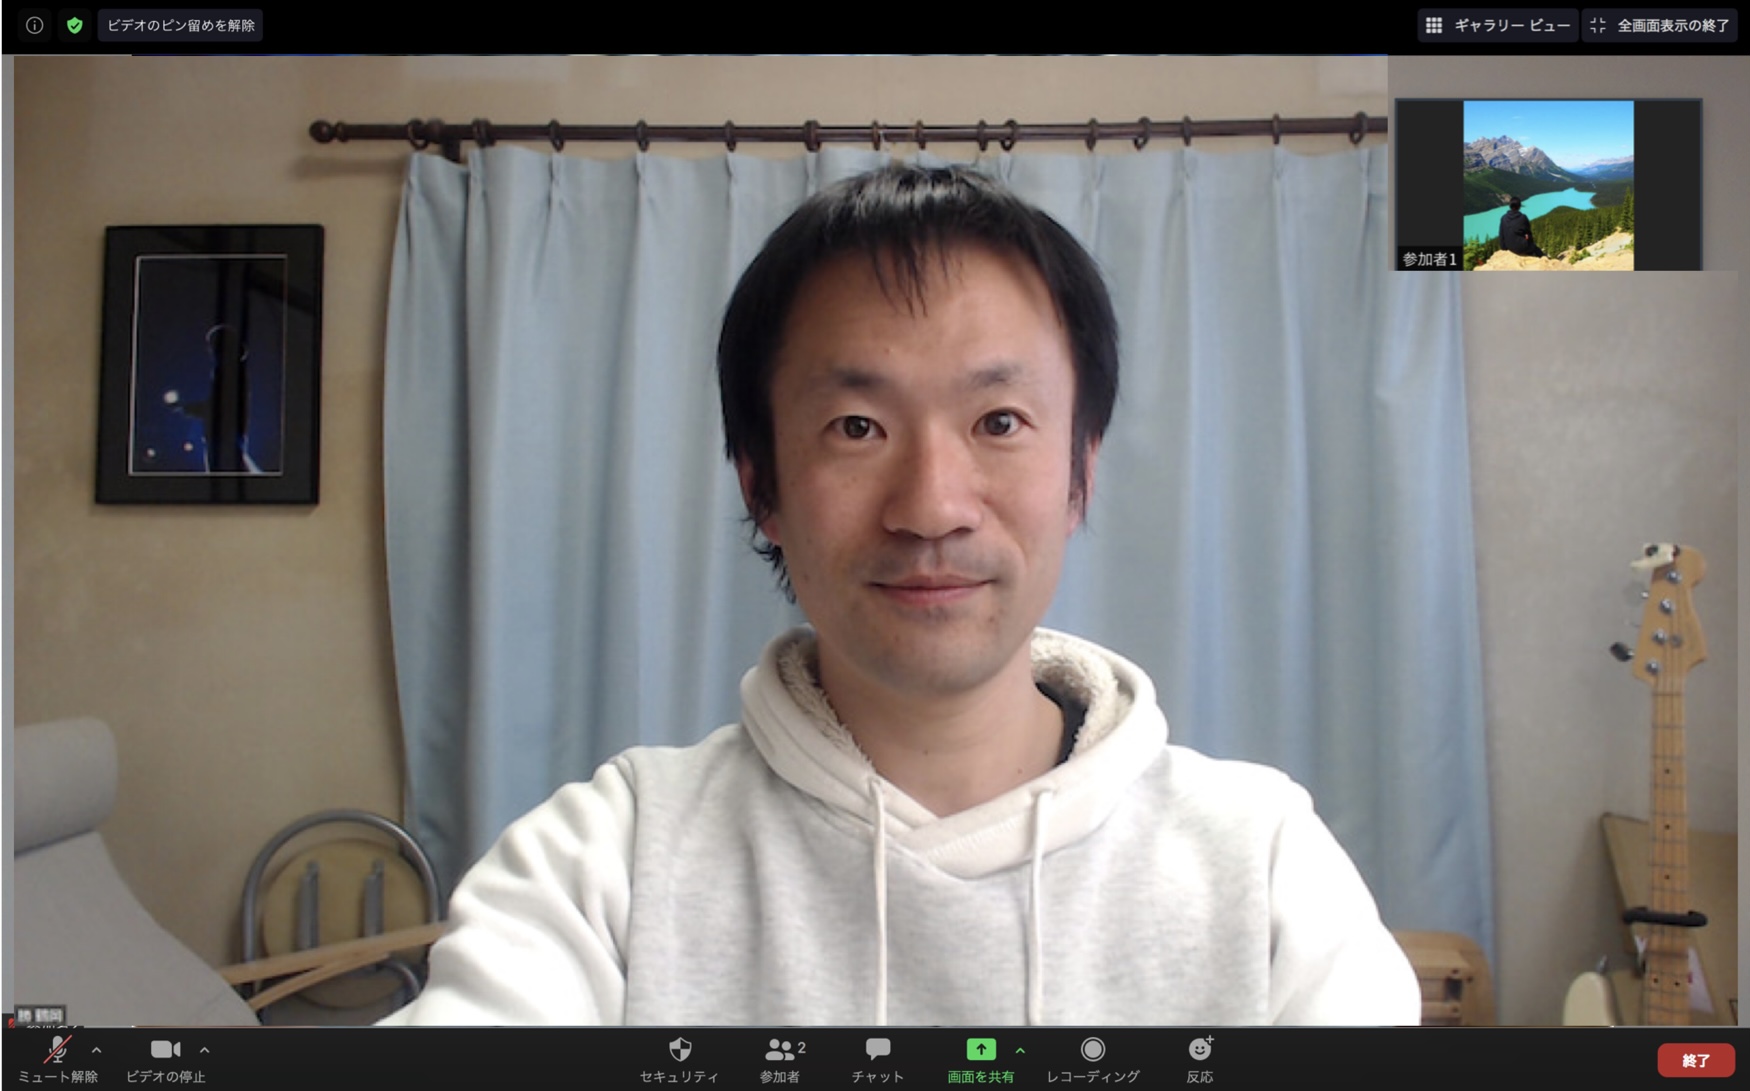 ビデオのピン留めを解除
ギャラリー ビュー
全画面表示の終了
参加者1
ミュート解除
ビデオの停止
セキュリティ
2
参加者
チャット
画面を共有
レコーディング
反応
終了